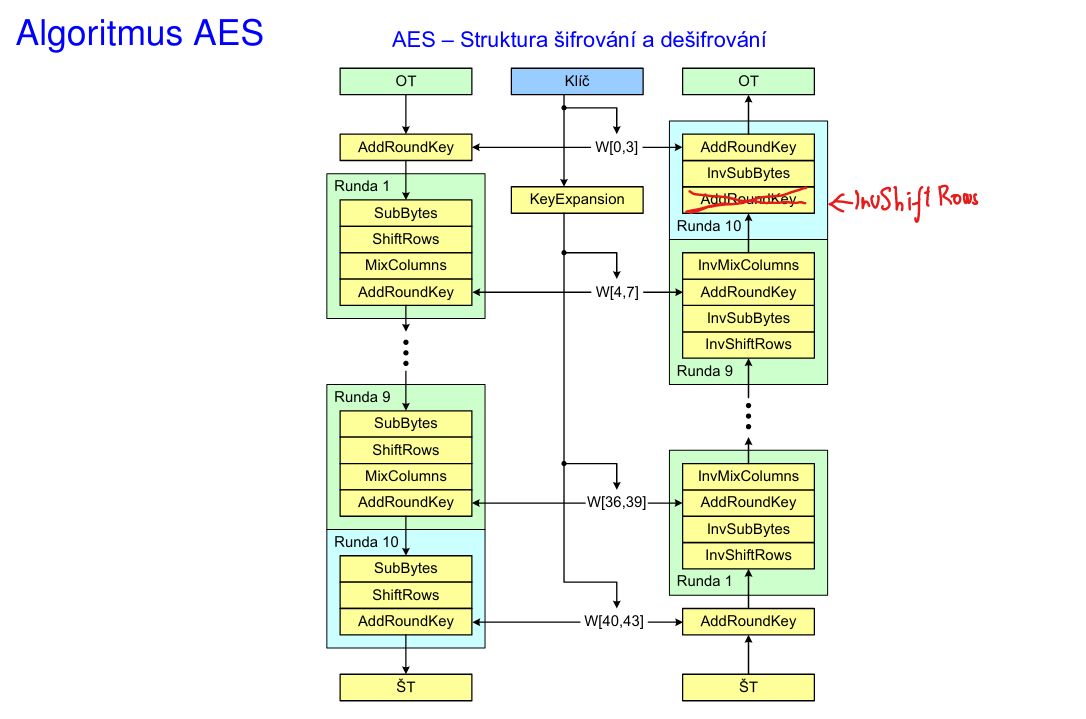 Algoritmus AES
AES – Struktura šifrování a dešifrování
OT
AddRoundKey
Runda 1
SubBytes
ShiftRows
MixColumns
AddRoundKey
Runda 9
SubBytes
ShiftRows
MixColumns
AddRoundKey
Runda 10
SubBytes
ShiftRows
AddRoundKey
ŠT
Klíč
W[0,3]
KeyExpansion
W[4,7]
W[36,39]
W[40,43]
OT
AddRoundKey
InvSubBytes
AddRoundKey
InvShift Rows
Runda 10
InvMixColumns
AddRoundKey
InvSubBytes
InvShiftRows
Runda 9
InvMixColumns
AddRoundKey
InvSubBytes
InvShiftRows
Runda 1
AddRoundKey
ŠT